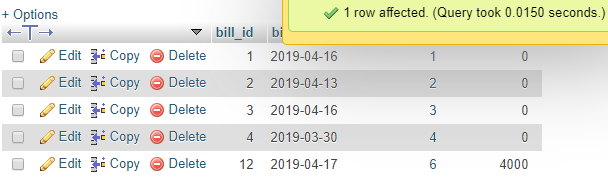 + Options
1 row affected. (Query took 0.0150 seconds.)
bill_id
Edit Copy Delete 1 2019-04-16 1 0
Edit Copy Delete 2 2019-04-13 2 0
Edit Copy Delete 3 2019-04-16 3 0
Edit Copy Delete 4 2019-03-30 4 0
Edit Copy Delete 12 2019-04-17 6 4000